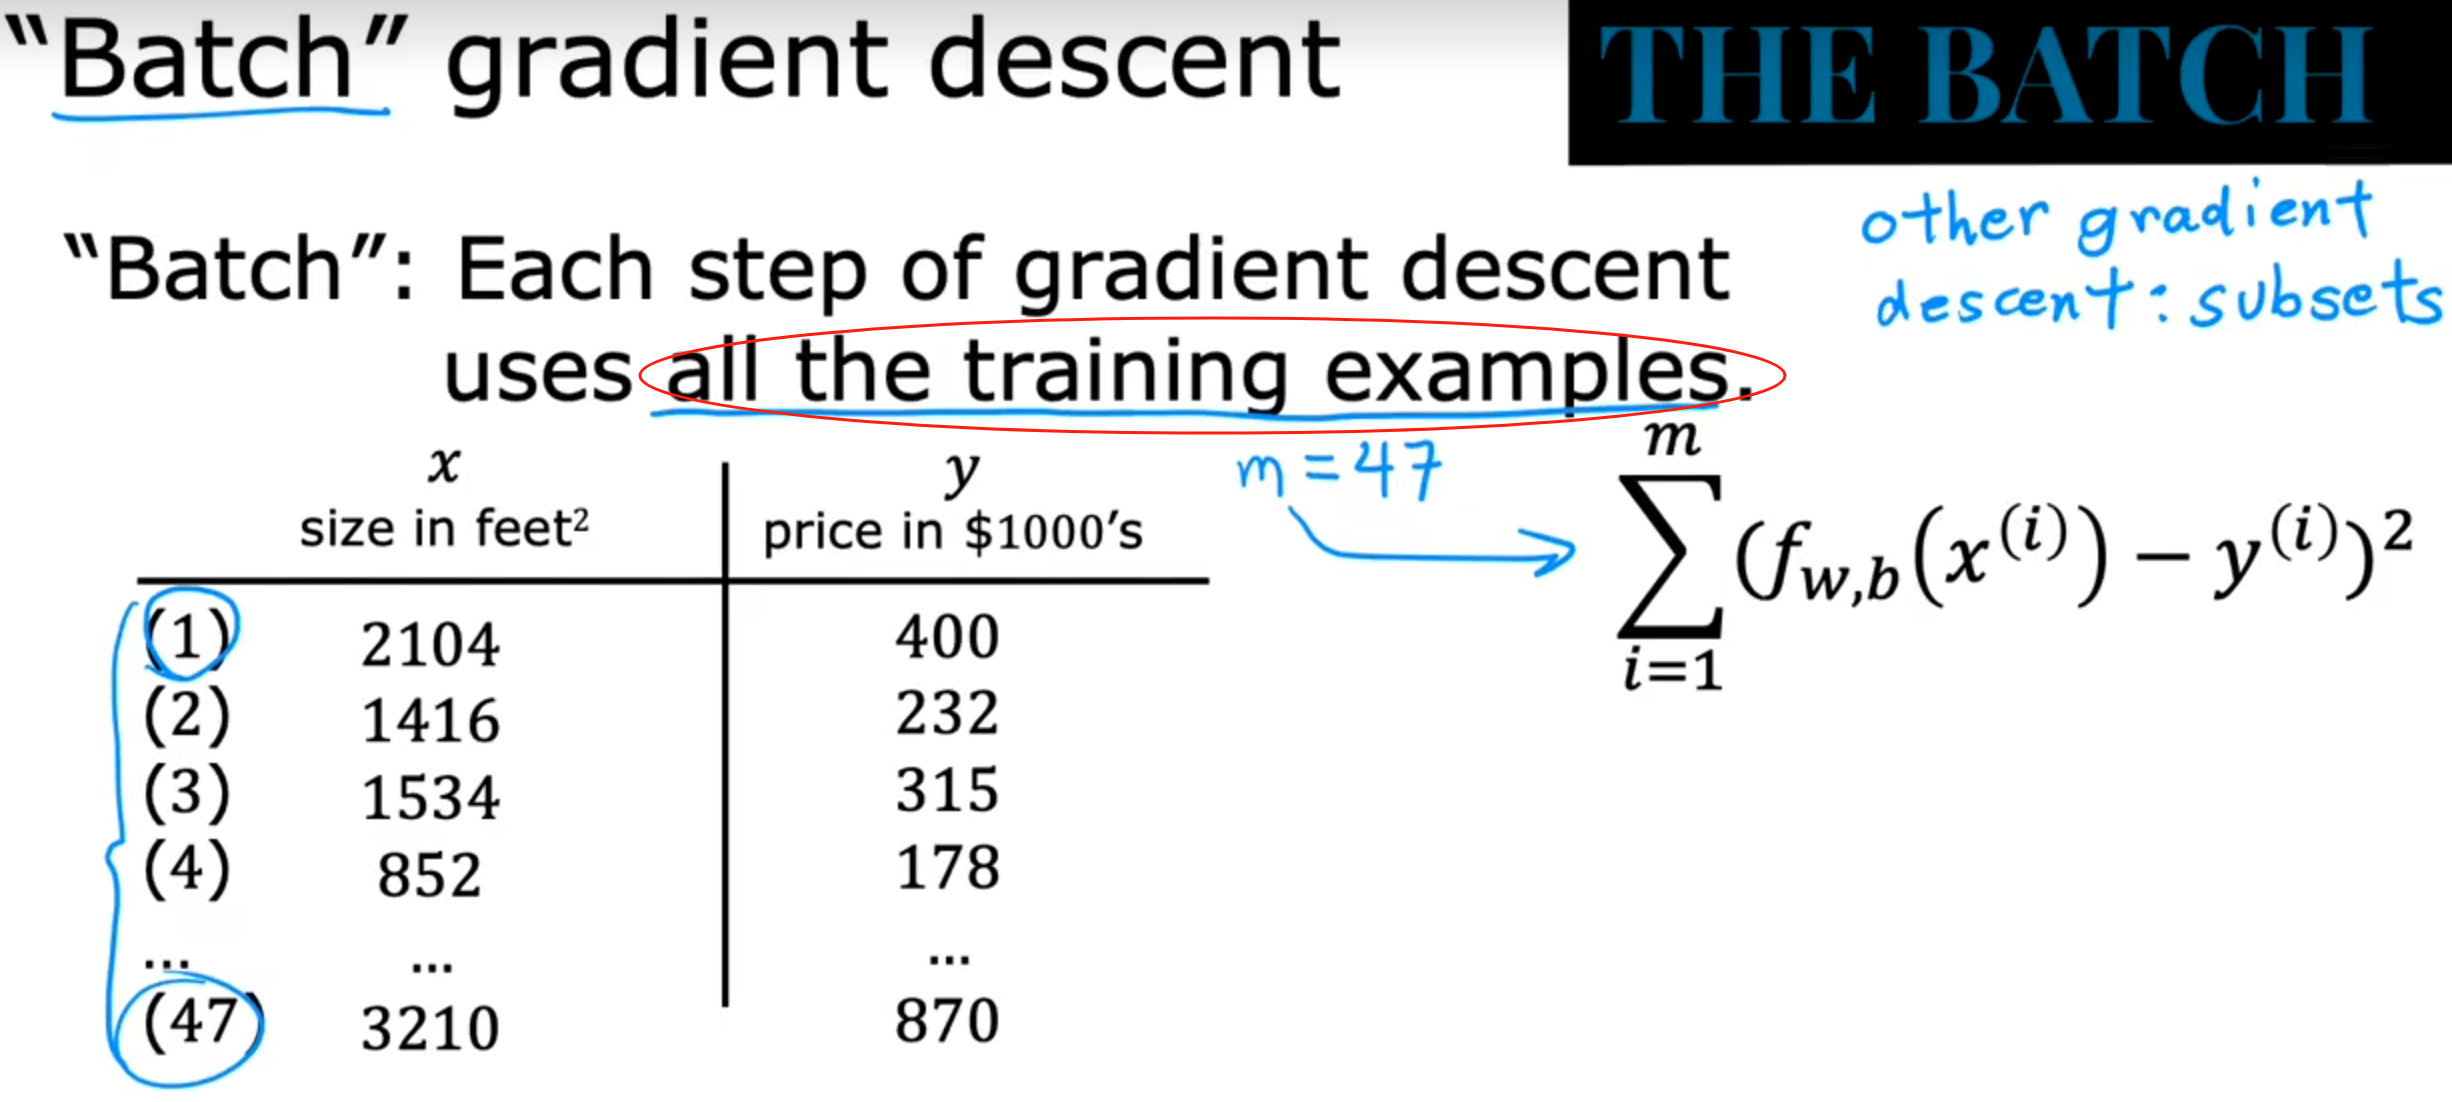 “Batch” gradient descent
THE BATCH
other gradient
descent: subsets
“Batch”: Each step of gradient descent
uses all the training examples.
x y
size in feet² price in $1000’s
m = 47
m
∑ (f_w,b(x^(i)) − y^(i))²
i=1
(1) 2104 400
(2) 1416 232
(3) 1534 315
(4) 852 178
... ... ...
(47) 3210 870